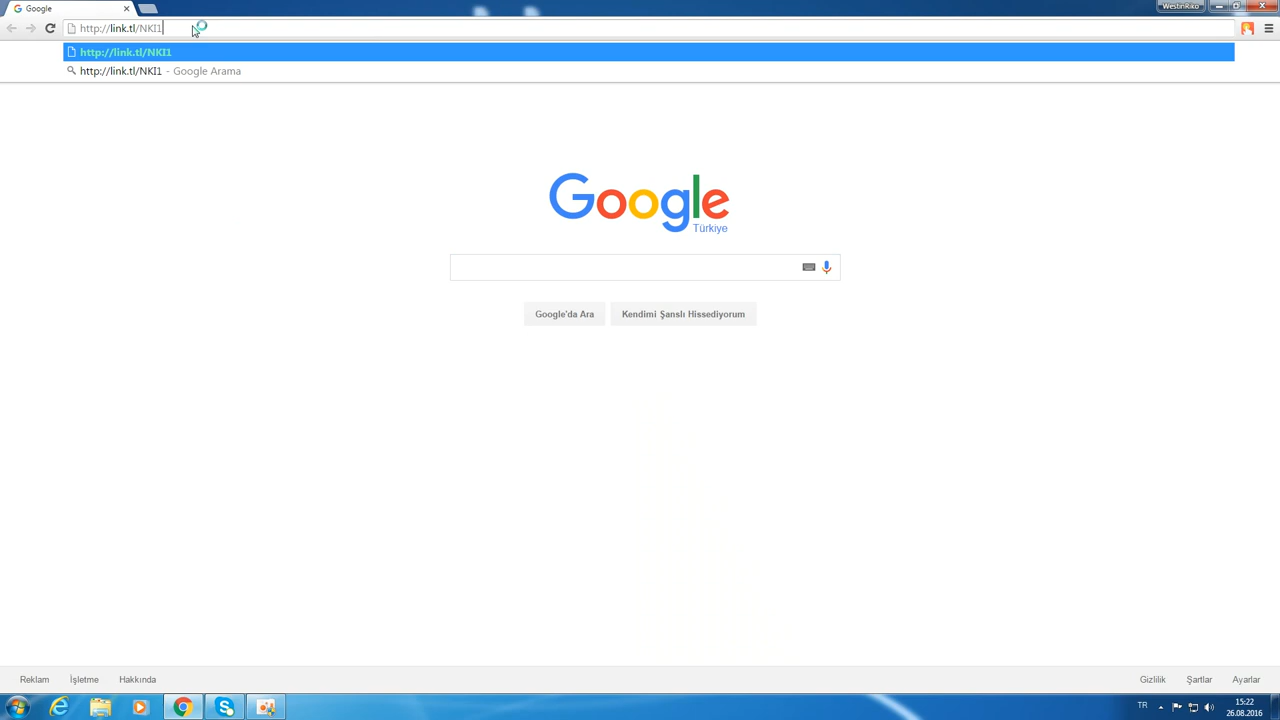 Google
WestinRiko
http://link.tl/NKI1
http://link.tl/NKI1
http://link.tl/NKI1 - Google Arama
Google
Türkiye
Google'da Ara
Kendimi Şanslı Hissediyorum
Reklam İşletme Hakkında
Gizlilik Şartlar Ayarlar
TR
15:22
26.08.2016